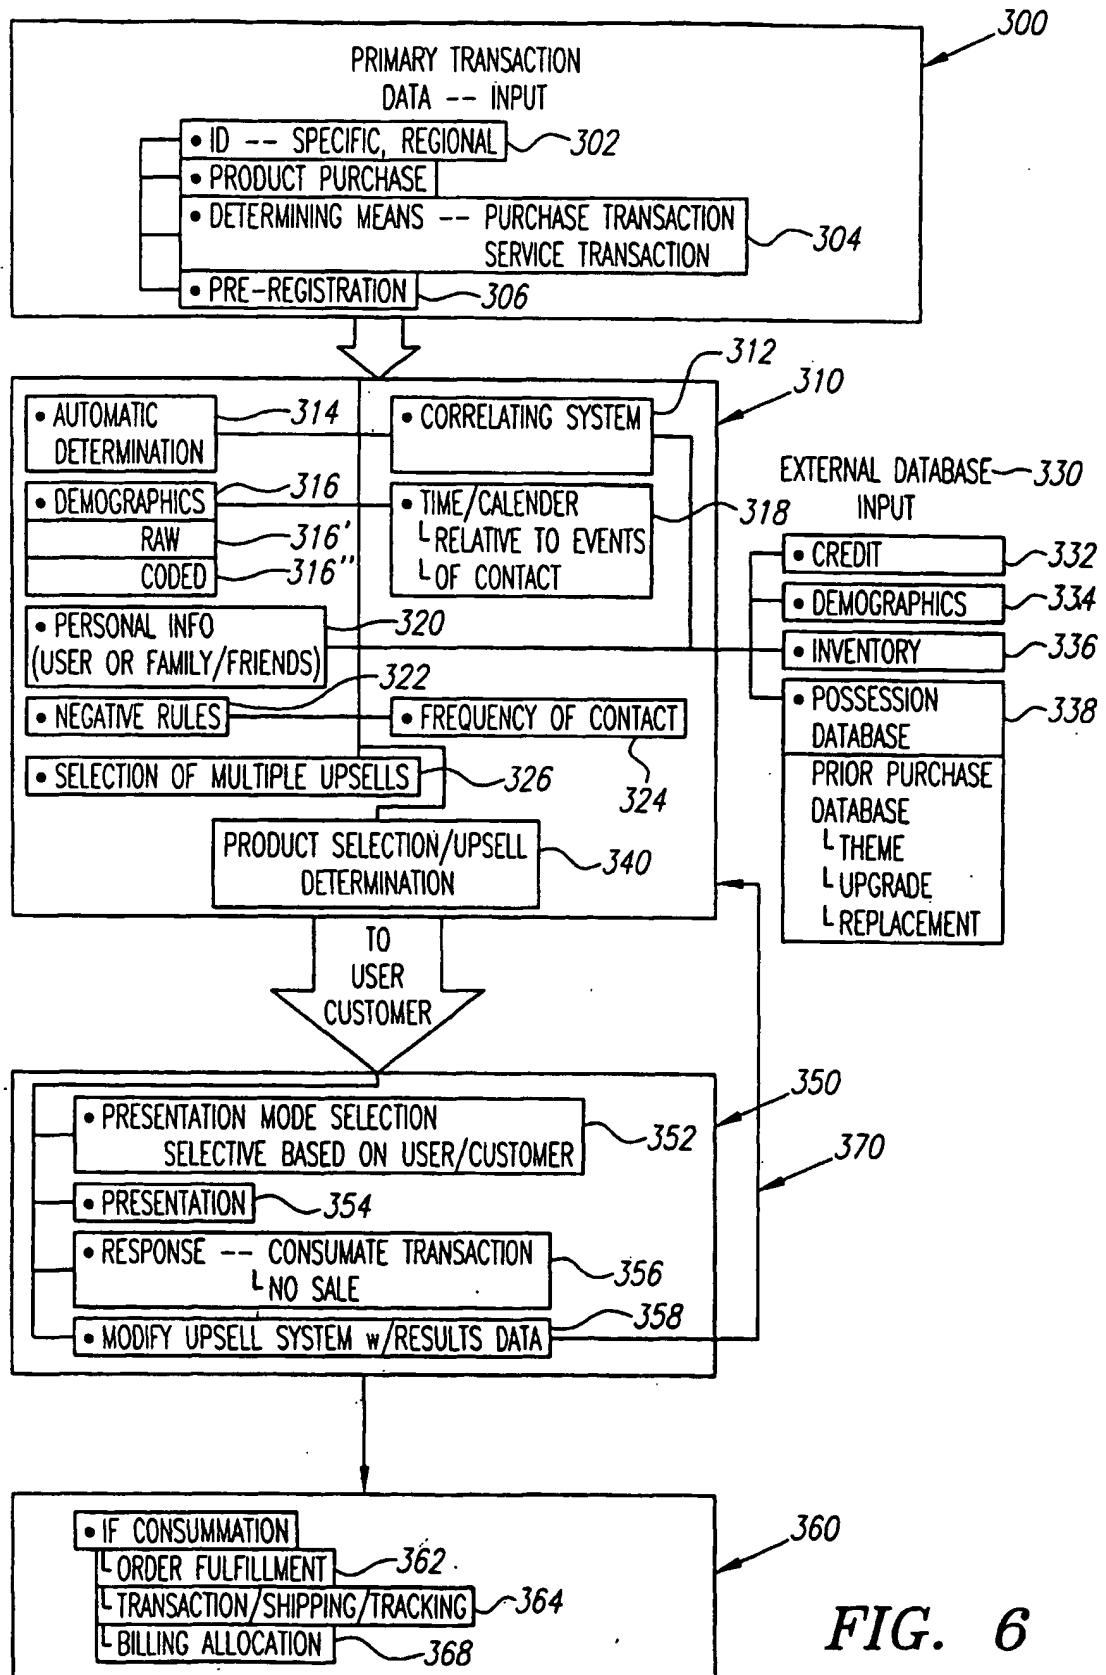 300
PRIMARY TRANSACTION
DATA -- INPUT
• ID -- SPECIFIC, REGIONAL
302
• PRODUCT PURCHASE
• DETERMINING MEANS -- PURCHASE TRANSACTION
SERVICE TRANSACTION
304
• PRE-REGISTRATION
306
312
310
• AUTOMATIC
DETERMINATION
314
• CORRELATING SYSTEM
• DEMOGRAPHICS
316
RAW
316'
CODED
316"
• TIME/CALENDER
└ RELATIVE TO EVENTS
└ OF CONTACT
318
• PERSONAL INFO
(USER OR FAMILY/FRIENDS)
320
• NEGATIVE RULES
322
• FREQUENCY OF CONTACT
324
• SELECTION OF MULTIPLE UPSELLS
326
PRODUCT SELECTION/UPSELL
DETERMINATION
340
EXTERNAL DATABASE
INPUT
330
• CREDIT
332
• DEMOGRAPHICS
334
• INVENTORY
336
• POSSESSION
DATABASE
338
PRIOR PURCHASE
DATABASE
└ THEME
└ UPGRADE
└ REPLACEMENT
TO
USER
CUSTOMER
350
• PRESENTATION MODE SELECTION
SELECTIVE BASED ON USER/CUSTOMER
352
370
• PRESENTATION
354
• RESPONSE -- CONSUMATE TRANSACTION
└ NO SALE
356
• MODIFY UPSELL SYSTEM w/RESULTS DATA
358
360
• IF CONSUMMATION
└ ORDER FULFILLMENT
362
└ TRANSACTION/SHIPPING/TRACKING
364
└ BILLING ALLOCATION
368
FIG. 6